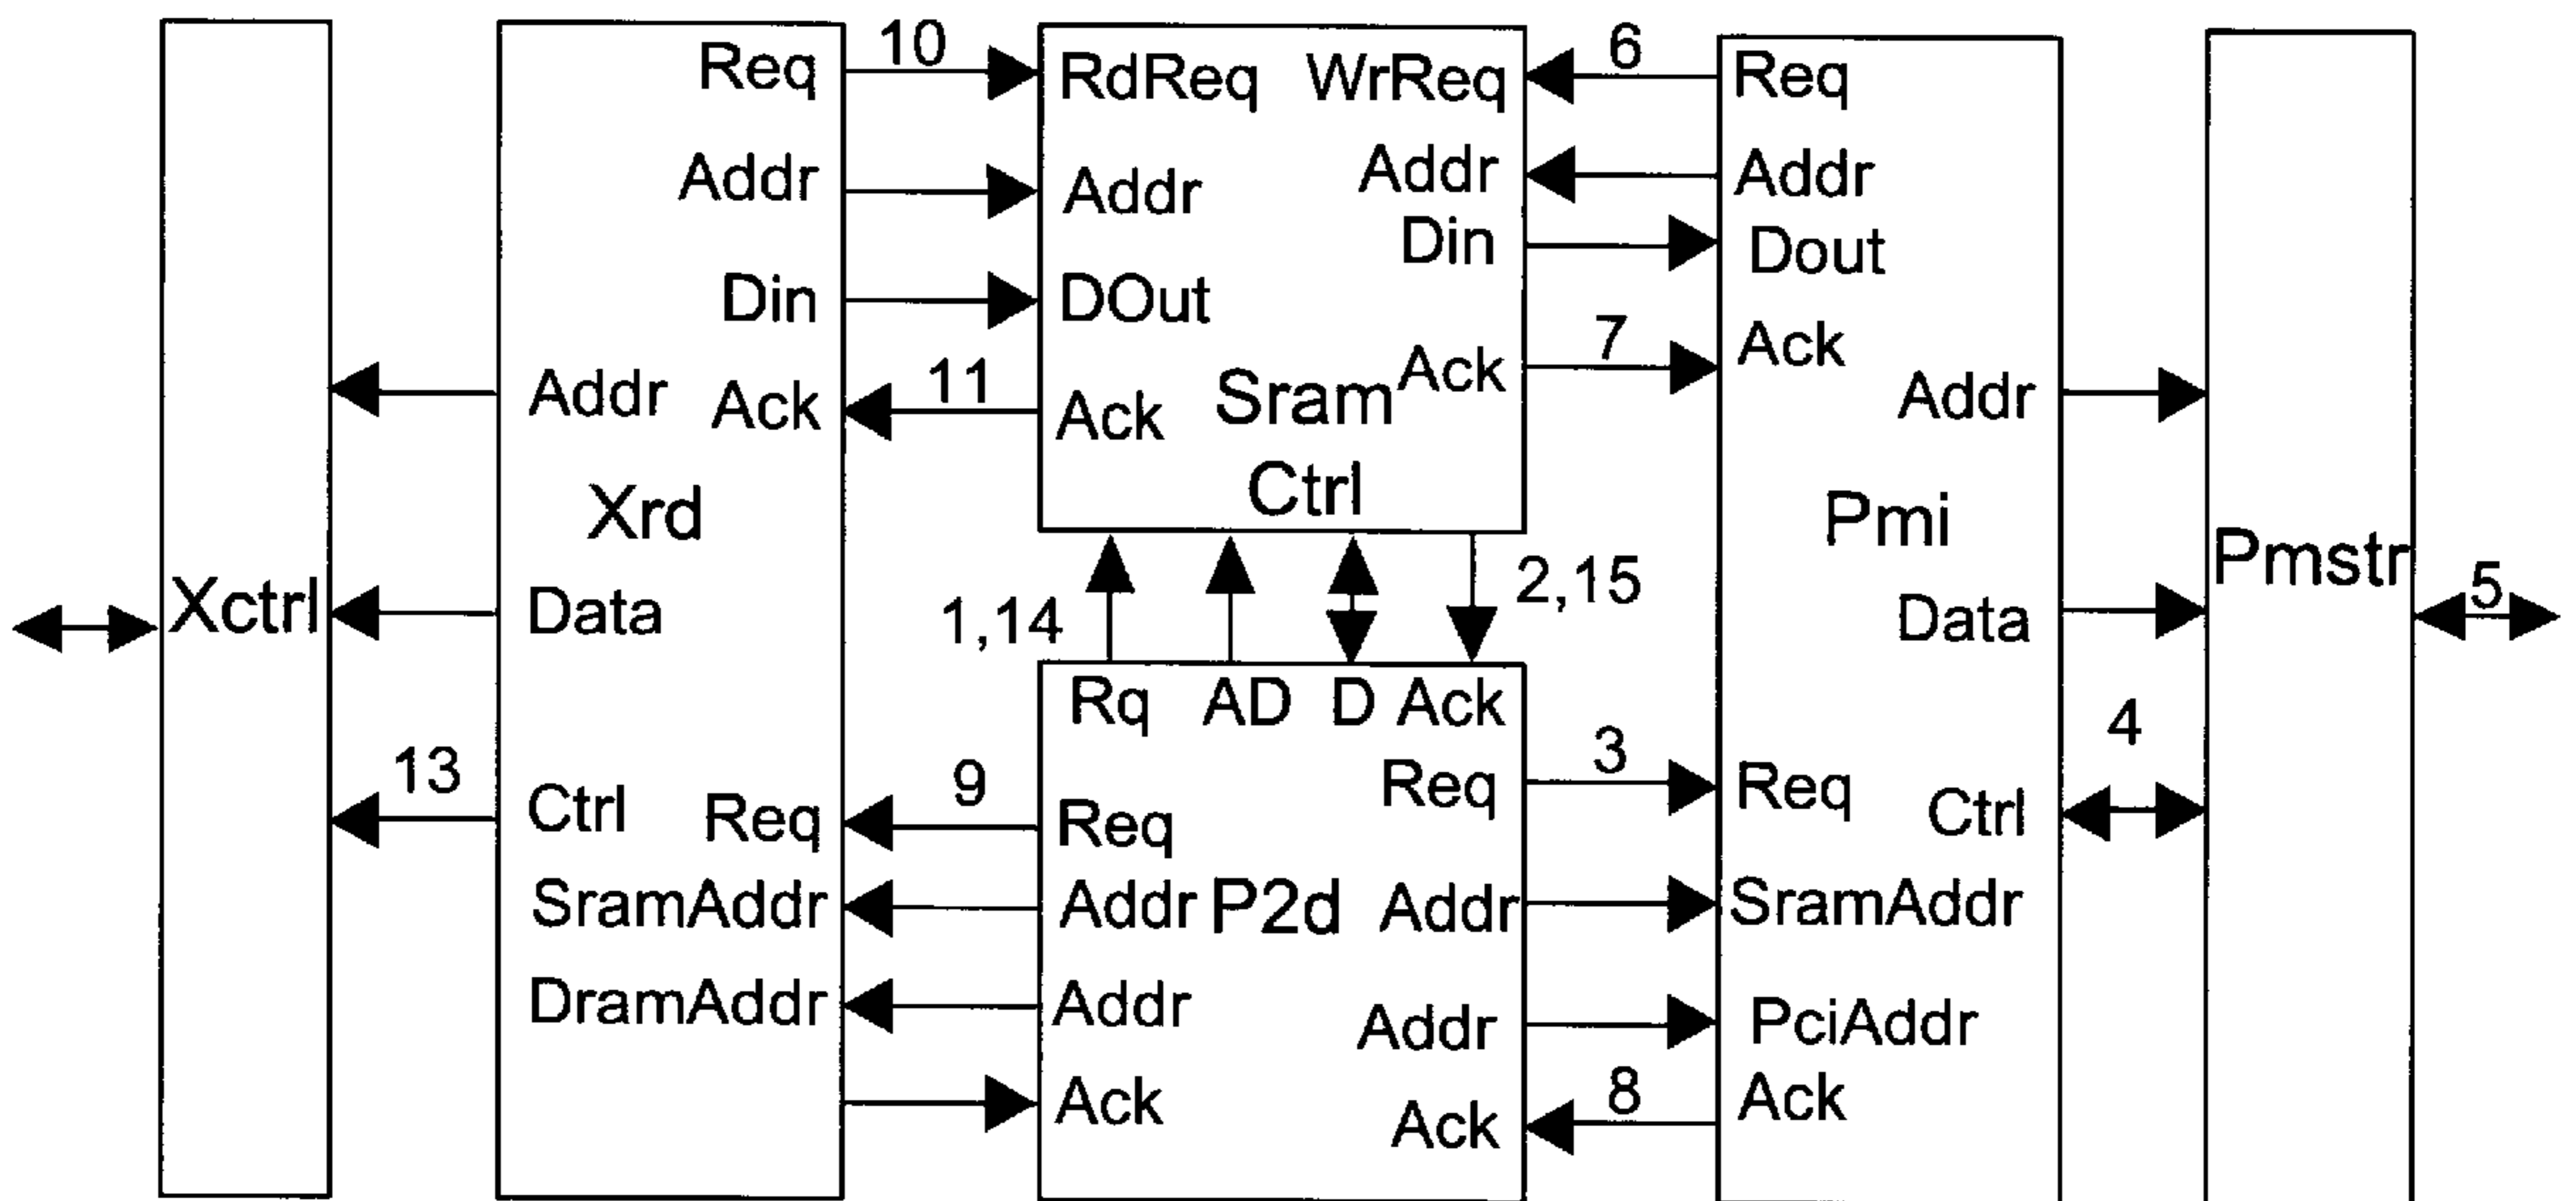 Req 10 RdReq WrReq 6 Req
Addr Addr Addr Addr
Din DOut Din Dout
Addr Ack 11 Ack Sram Ack 7 Ack Addr
Xrd Ctrl Pmi Pmstr
Xctrl Data 1,14 2,15 Data 5
Rq AD D Ack
13 Ctrl Req 9 Req Req 3 Req Ctrl 4
SramAddr Addr P2d Addr SramAddr
DramAddr Addr Addr PciAddr
Ack Ack 8 Ack